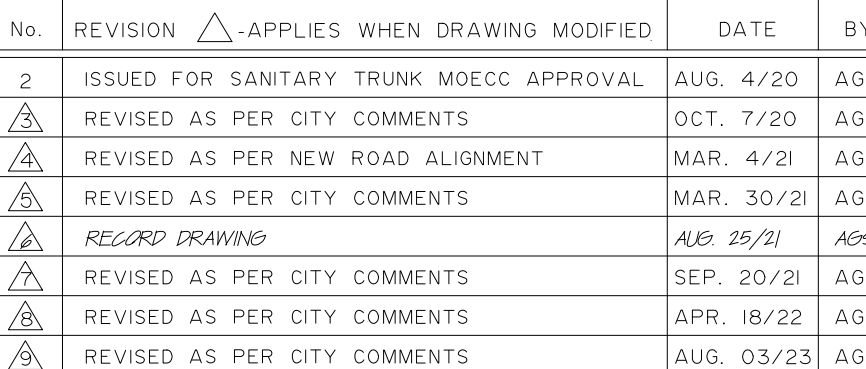 No. REVISION -APPLIES WHEN DRAWING MODIFIED. DATE
2 ISSUED FOR SANITARY TRUNK MOECC APPROVAL AUG. 4/20 AG
3 REVISED AS PER CITY COMMENTS OCT. 7/20 AG
4 REVISED AS PER NEW ROAD ALIGNMENT MAR. 4/21 AG
5 REVISED AS PER CITY COMMENTS MAR. 30/21 AG
6 RECORD DRAWING AUG. 25/21 AG
7 REVISED AS PER CITY COMMENTS SEP. 20/21 AG
8 REVISED AS PER CITY COMMENTS APR. 18/22 AG
9 REVISED AS PER CITY COMMENTS AUG. 03/23 AG